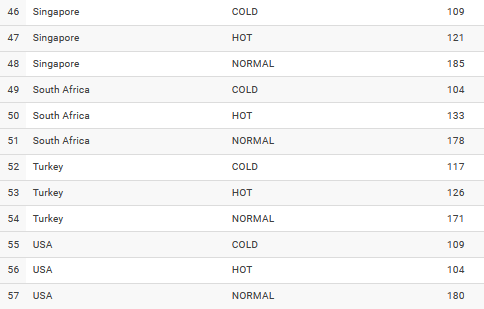 46 Singapore COLD 109
47 Singapore HOT 121
48 Singapore NORMAL 185
49 South Africa COLD 104
50 South Africa HOT 133
51 South Africa NORMAL 178
52 Turkey COLD 117
53 Turkey HOT 126
54 Turkey NORMAL 171
55 USA COLD 109
56 USA HOT 104
57 USA NORMAL 180